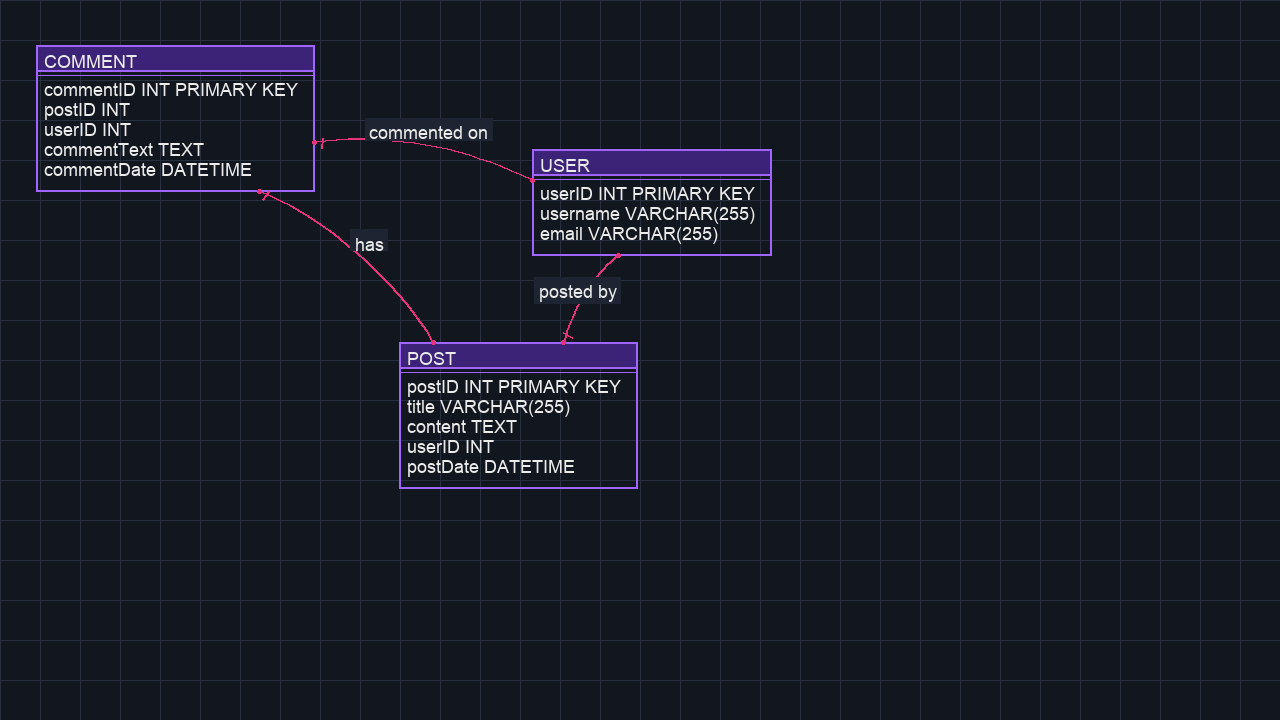 COMMENT
commentID INT PRIMARY KEY
postID INT
userID INT
commentText TEXT
commentDate DATETIME
commented on
USER
userID INT PRIMARY KEY
username VARCHAR(255)
email VARCHAR(255)
has
posted by
POST
postID INT PRIMARY KEY
title VARCHAR(255)
content TEXT
userID INT
postDate DATETIME